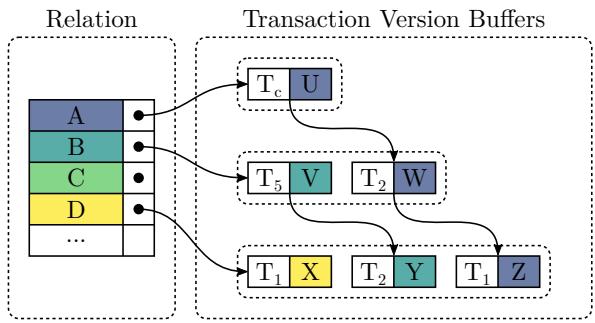 Relation
Transaction Version Buffers
A
B
C
D
...
Tc U
T5 V
T2 W
T1 X
T2 Y
T1 Z